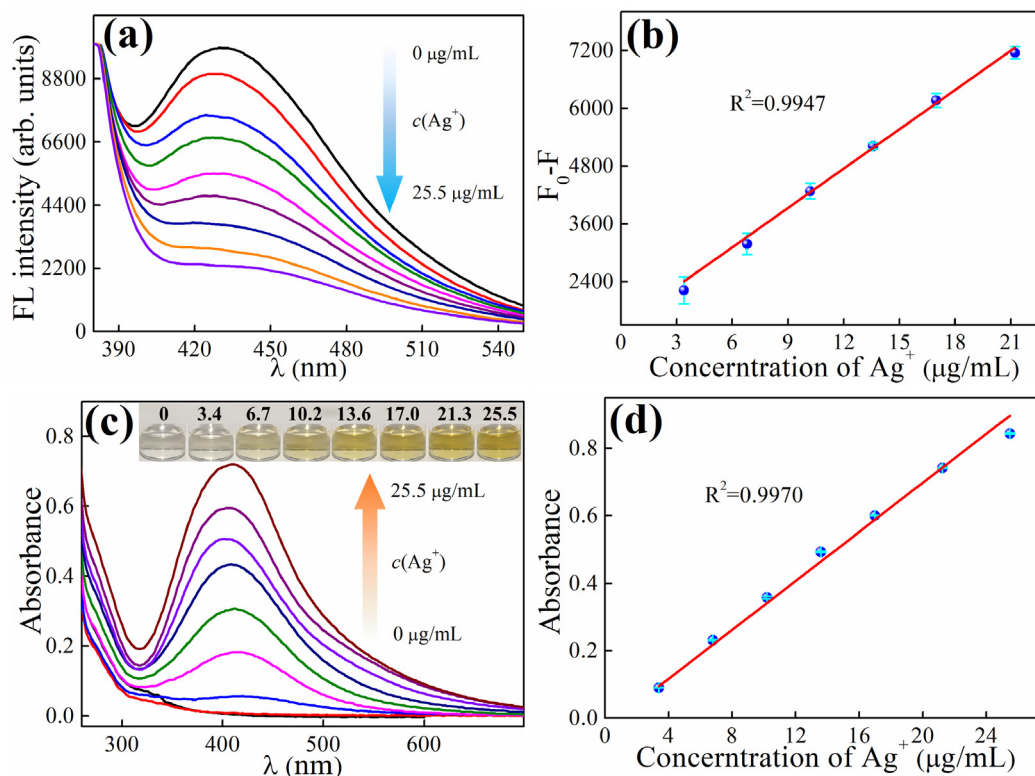 (a)
0 μg/mL
c(Ag⁺)
25.5 μg/mL
FL intensity (arb. units)
8800
6600
4400
2200
0
390 420 450 480 510 540
λ (nm)
(b)
R²=0.9947
F₀-F
7200
6000
4800
3600
2400
0 3 6 9 12 15 18 21
Concerntration of Ag⁺ (μg/mL)
(c)
0 3.4 6.7 10.2 13.6 17.0 21.3 25.5
25.5 μg/mL
c(Ag⁺)
0 μg/mL
Absorbance
0.8
0.6
0.4
0.2
0.0
300 400 500 600
λ (nm)
(d)
R²=0.9970
Absorbance
0.8
0.4
0.0
0 4 8 12 16 20 24
Concerntration of Ag⁺ (μg/mL)